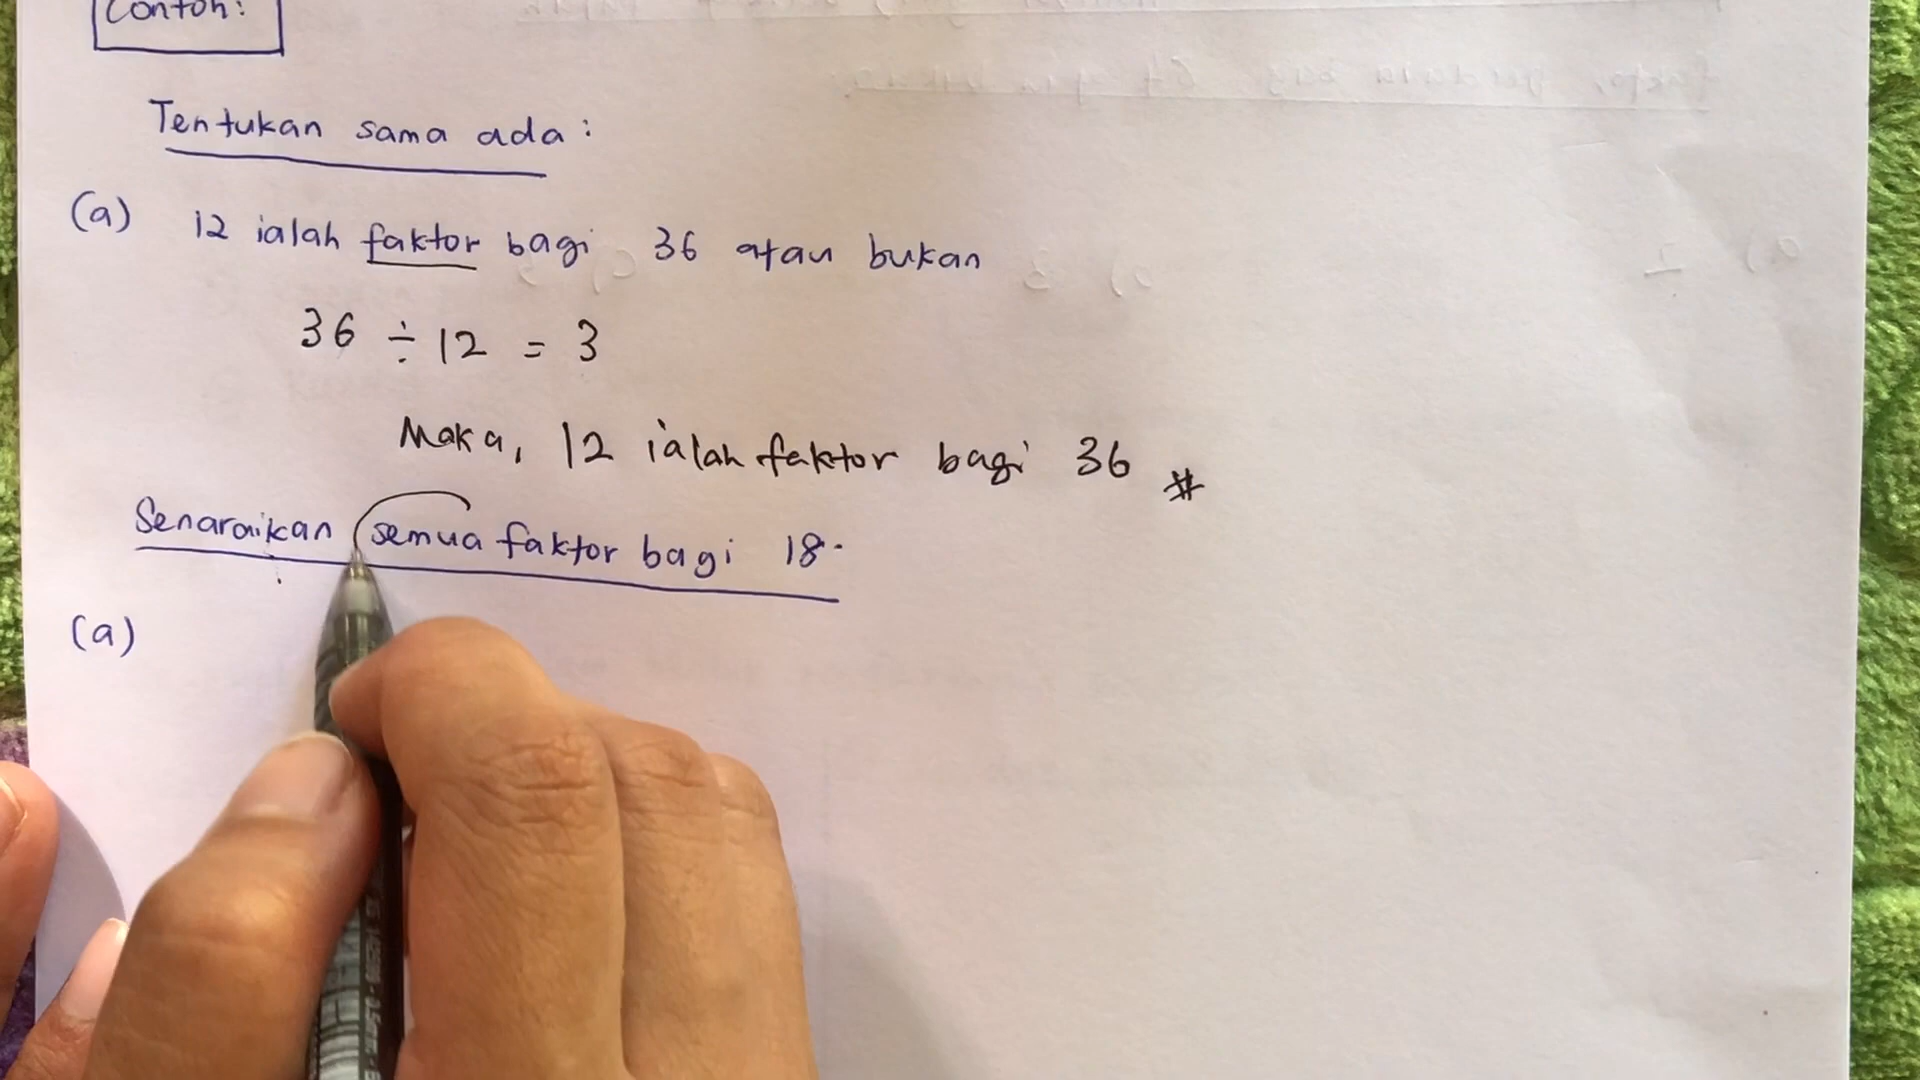 Contoh:
Tentukan sama ada:
(a) 12 ialah faktor bagi 36 atau bukan
36 ÷ 12 = 3
Maka, 12 ialah faktor bagi 36 #
Senaraikan semua faktor bagi 18.
(a)